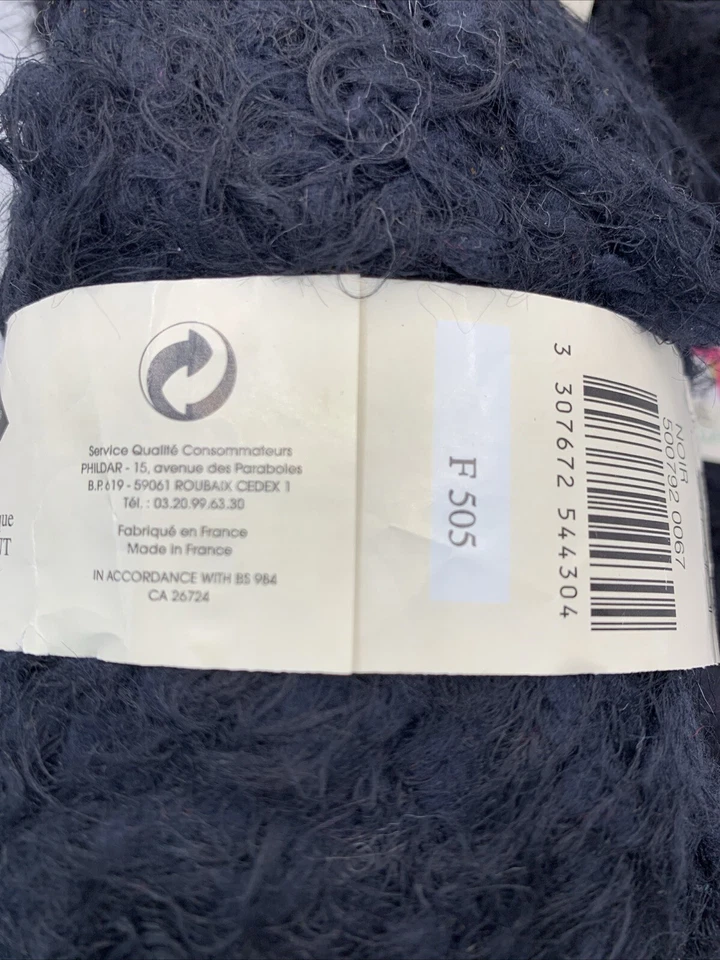 Service Qualité Consommateurs
PHILDAR - 15, avenue des Paraboles
B.P. 619 - 59061 ROUBAIX CEDEX 1
Tél. : 03.20.99.63.30
Fabriqué en France
Made in France
IN ACCORDANCE WITH BS 984
CA 26724
F 505
3 307672 544304
NOIR
500792 0067